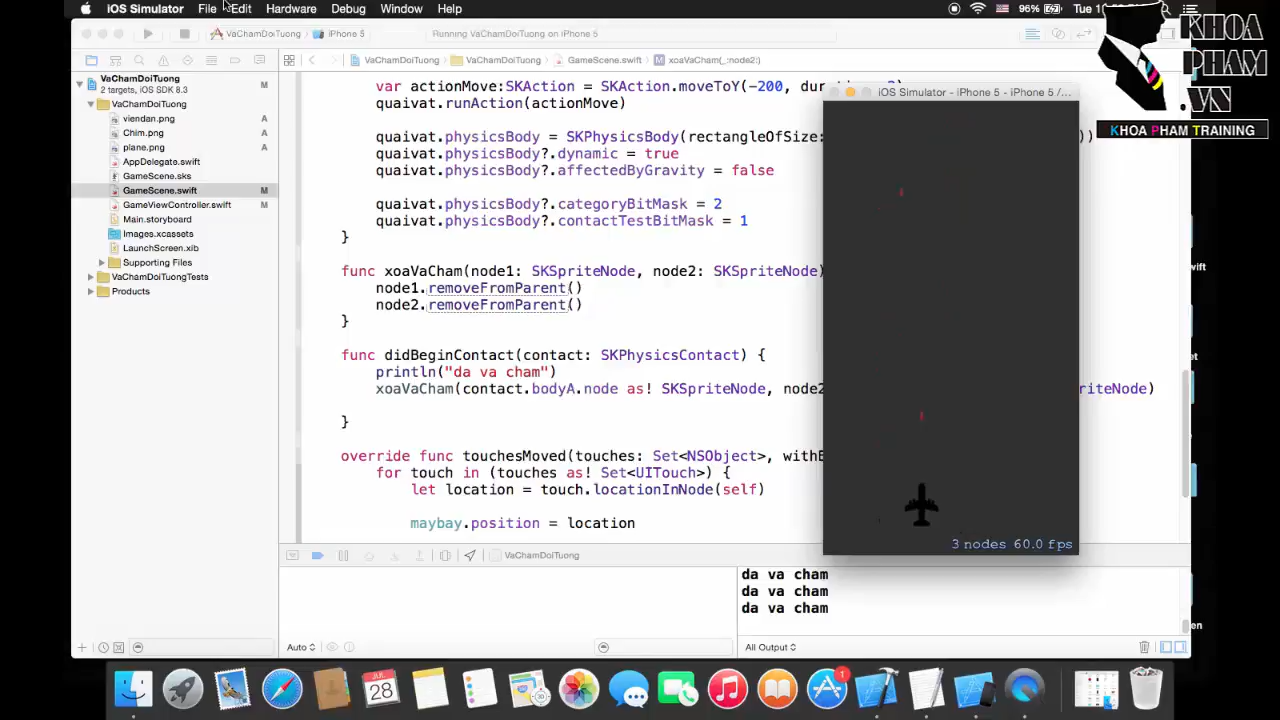 iOS Simulator File Edit Hardware Debug Window Help
96%
Tue 1
VaChamDoiTuong
iPhone 5
Running VaChamDoiTuong on iPhone 5
KHOA
PHAM
.VN
KHOA PHAM TRAINING
VaChamDoiTuong
2 targets, iOS SDK 8.3
M
VaChamDoiTuong
viendan.png
A
Chim.png
A
plane.png
A
AppDelegate.swift
GameScene.sks
GameScene.swift
M
GameViewController.swift
M
Main.storyboard
Images.xcassets
LaunchScreen.xib
Supporting Files
VaChamDoiTuongTests
Products
VaChamDoiTuong VaChamDoiTuong GameScene.swift M xoaVaCham(_:node2:)
var actionMove:SKAction = SKAction.moveToY(-200, dur
quaivat.runAction(actionMove)
quaivat.physicsBody = SKPhysicsBody(rectangleOfSize: ))
quaivat.physicsBody?.dynamic = true
quaivat.physicsBody?.affectedByGravity = false
quaivat.physicsBody?.categoryBitMask = 2
quaivat.physicsBody?.contactTestBitMask = 1
}
func xoaVaCham(node1: SKSpriteNode, node2: SKSpriteNode)
node1.removeFromParent()
node2.removeFromParent()
}
func didBeginContact(contact: SKPhysicsContact) {
println("da va cham")
xoaVaCham(contact.bodyA.node as! SKSpriteNode, node2 riteNode)
}
override func touchesMoved(touches: Set<NSObject>, withE
for touch in (touches as! Set<UITouch>) {
let location = touch.locationInNode(self)
maybay.position = location
iOS Simulator - iPhone 5 - iPhone 5 /...
3 nodes 60.0 fps
wift
et
en
VaChamDoiTuong
da va cham
da va cham
da va cham
Auto
All Output
JUL
28
1